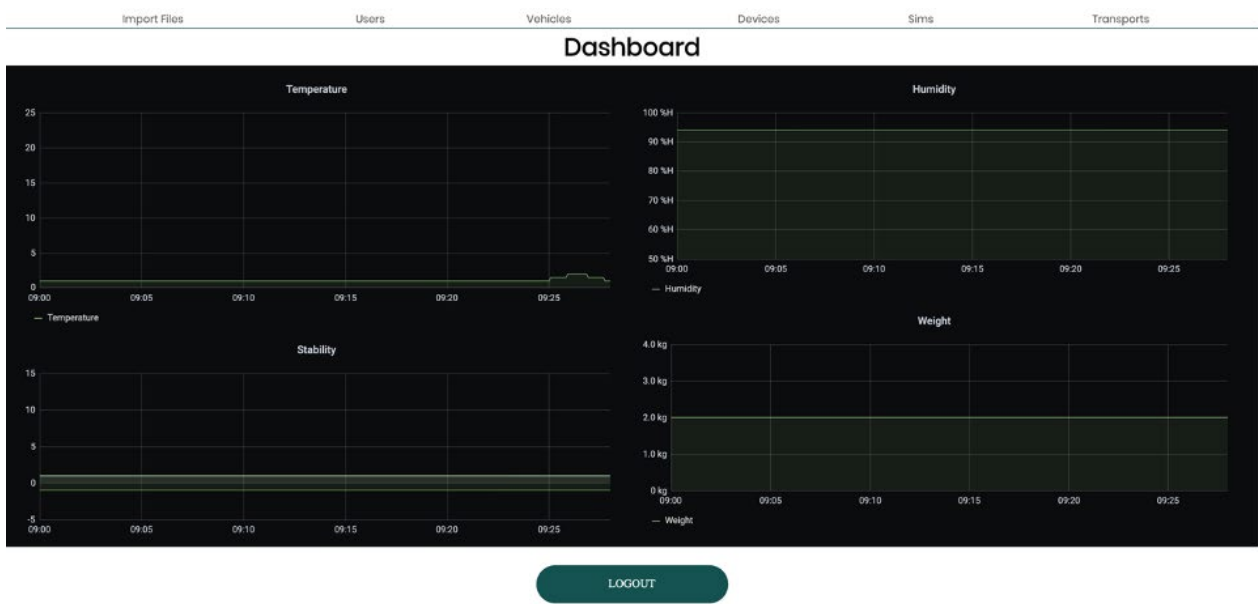 Import Files Users Vehicles Devices Sims Transports
Dashboard
Temperature
25
20
15
10
5
0
09:00 09:05 09:10 09:15 09:20 09:25
Temperature
Humidity
100 %H
90 %H
80 %H
70 %H
60 %H
50 %H
09:00 09:05 09:10 09:15 09:20 09:25
Humidity
Stability
15
10
5
0
-5
09:00 09:05 09:10 09:15 09:20 09:25
Weight
4.0 kg
3.0 kg
2.0 kg
1.0 kg
0 kg
09:00 09:05 09:10 09:15 09:20 09:25
Weight
LOGOUT